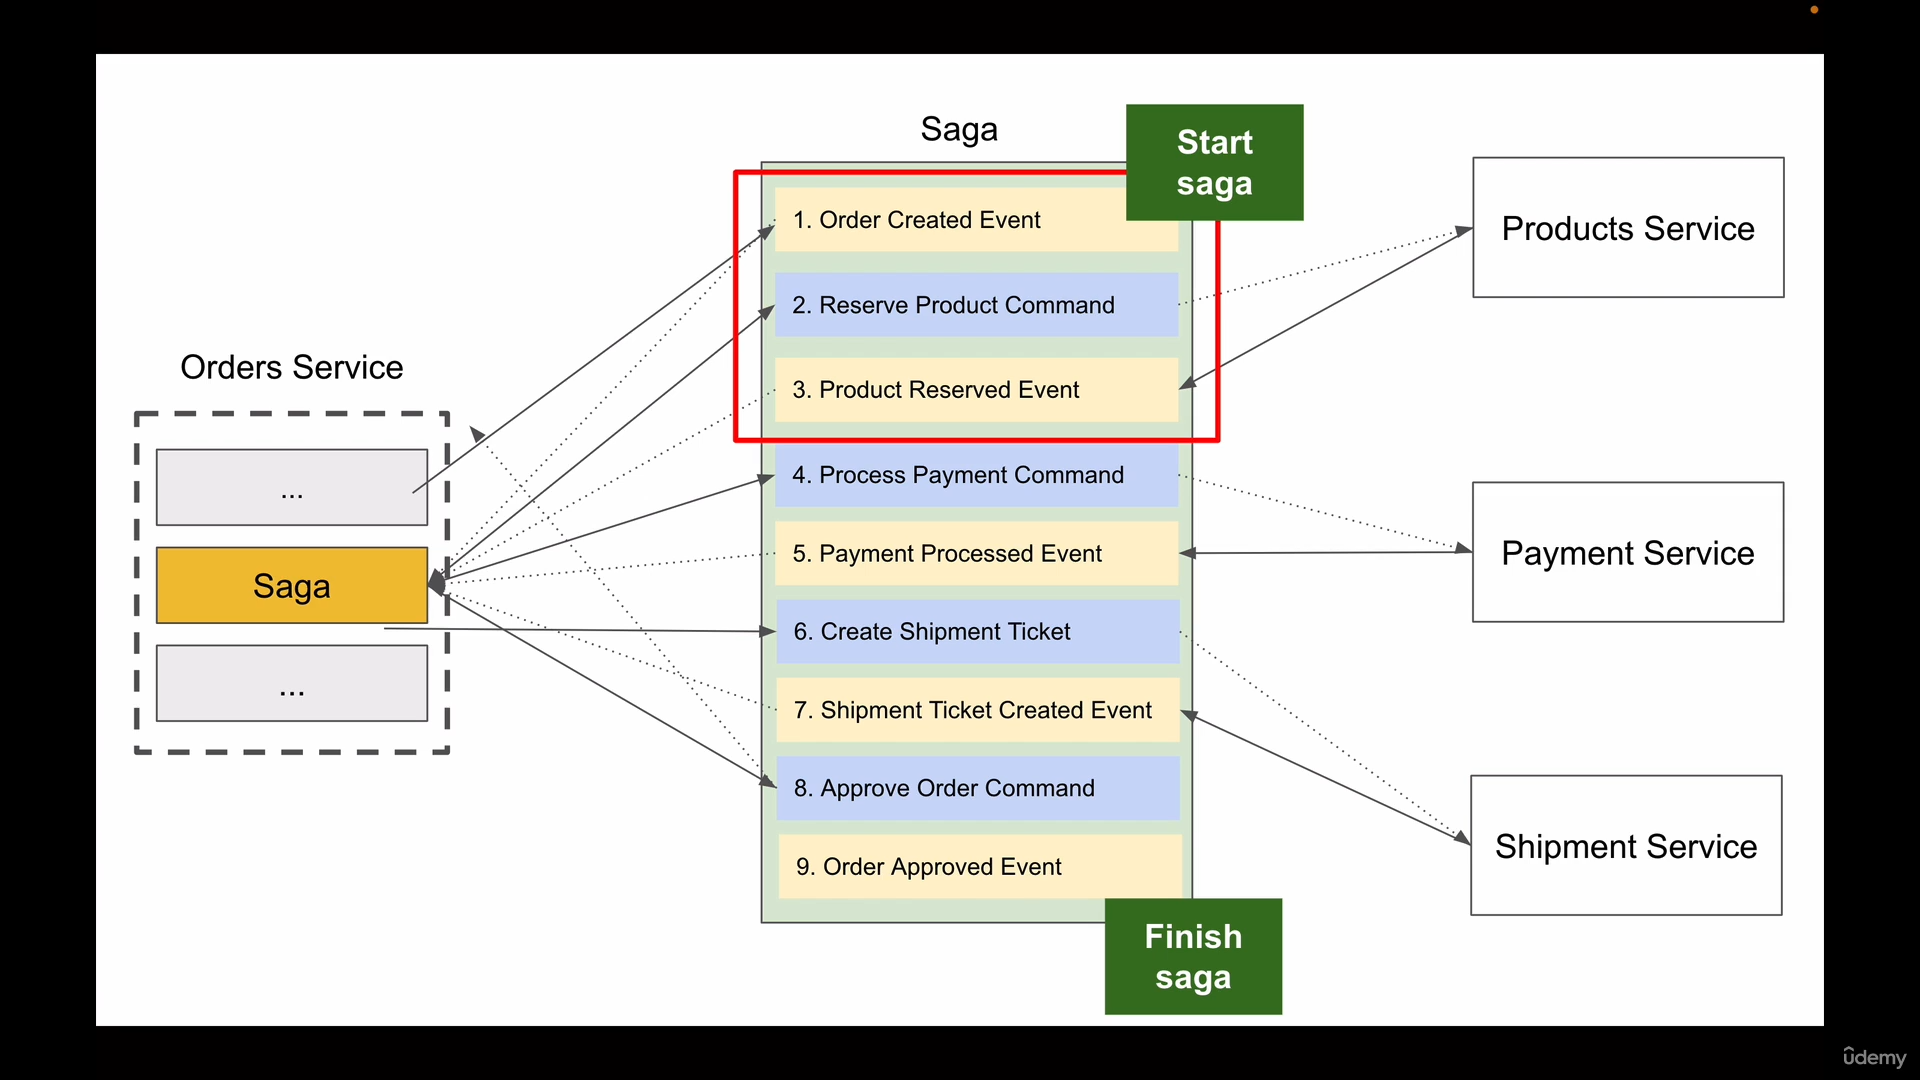 Saga
Start
saga
1. Order Created Event
2. Reserve Product Command
3. Product Reserved Event
4. Process Payment Command
5. Payment Processed Event
6. Create Shipment Ticket
7. Shipment Ticket Created Event
8. Approve Order Command
9. Order Approved Event
Finish
saga
Orders Service
...
Saga
...
Products Service
Payment Service
Shipment Service
udemy